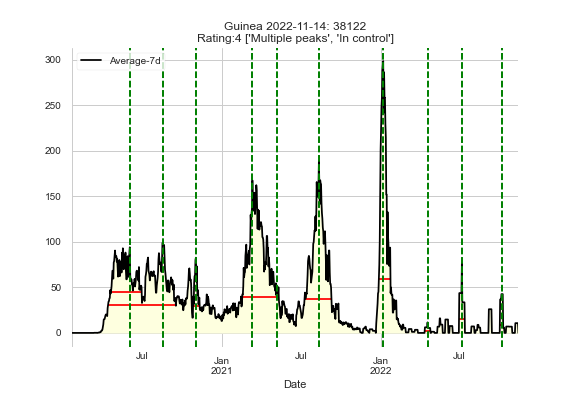 Guinea 2022-11-14: 38122
Rating:4 ['Multiple peaks', 'In control']
Average-7d
300
250
200
150
100
50
0
Jul
Jan
2021
Jul
Jan
2022
Jul
Date